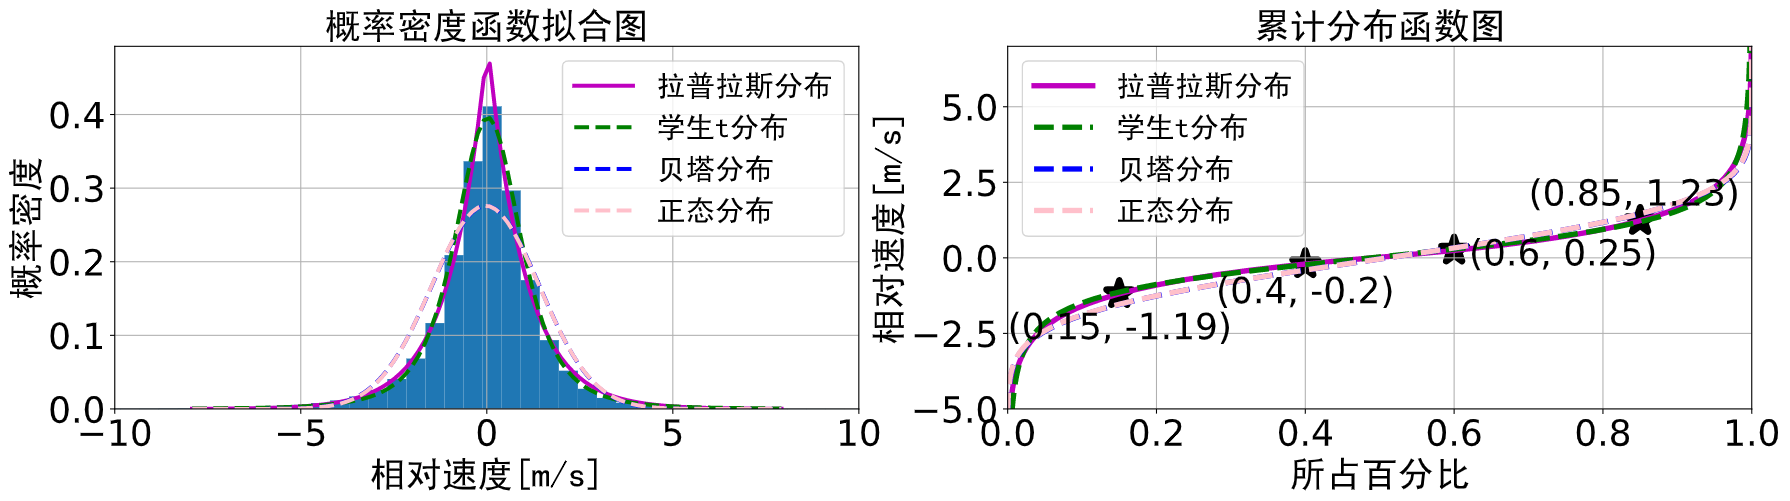 概率密度函数拟合图
概率密度
0.4
0.3
0.2
0.1
0.0
−10
−5
0
5
10
相对速度[m/s]
拉普拉斯分布
学生t分布
贝塔分布
正态分布
累计分布函数图
相对速度[m/s]
5.0
2.5
0.0
−2.5
−5.0
0.0
0.2
0.4
0.6
0.8
1.0
所占百分比
拉普拉斯分布
学生t分布
贝塔分布
正态分布
(0.85, 1.23)
(0.6, 0.25)
(0.4, -0.2)
(0.15, -1.19)